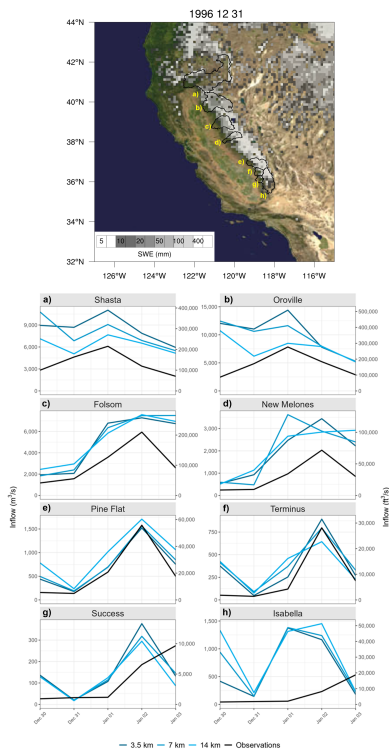 1996 12 31
44°N
42°N
40°N
38°N
36°N
34°N
32°N
a)
b)
c)
d)
e)
f)
g)
h)
5 10 20 50 100 400
SWE (mm)
126°W 124°W 122°W 120°W 118°W 116°W
a) Shasta
9,000
6,000
3,000
0
400,000
300,000
200,000
100,000
0
b) Oroville
15,000
10,000
5,000
0
500,000
400,000
300,000
200,000
100,000
0
c) Folsom
8,000
6,000
4,000
2,000
0
200,000
100,000
0
d) New Melones
3,000
2,000
1,000
0
100,000
50,000
0
e) Pine Flat
1,500
1,000
500
0
60,000
40,000
20,000
0
f) Terminus
750
500
250
0
30,000
20,000
10,000
0
g) Success
300
200
100
0
10,000
5,000
0
h) Isabella
1,500
1,000
500
0
50,000
40,000
30,000
20,000
10,000
0
Inflow (m³/s)
Inflow (ft³/s)
Dec 30 Dec 31 Jan 01 Jan 02 Jan 03
Dec 30 Dec 31 Jan 01 Jan 02 Jan 03
3.5 km 7 km 14 km Observations